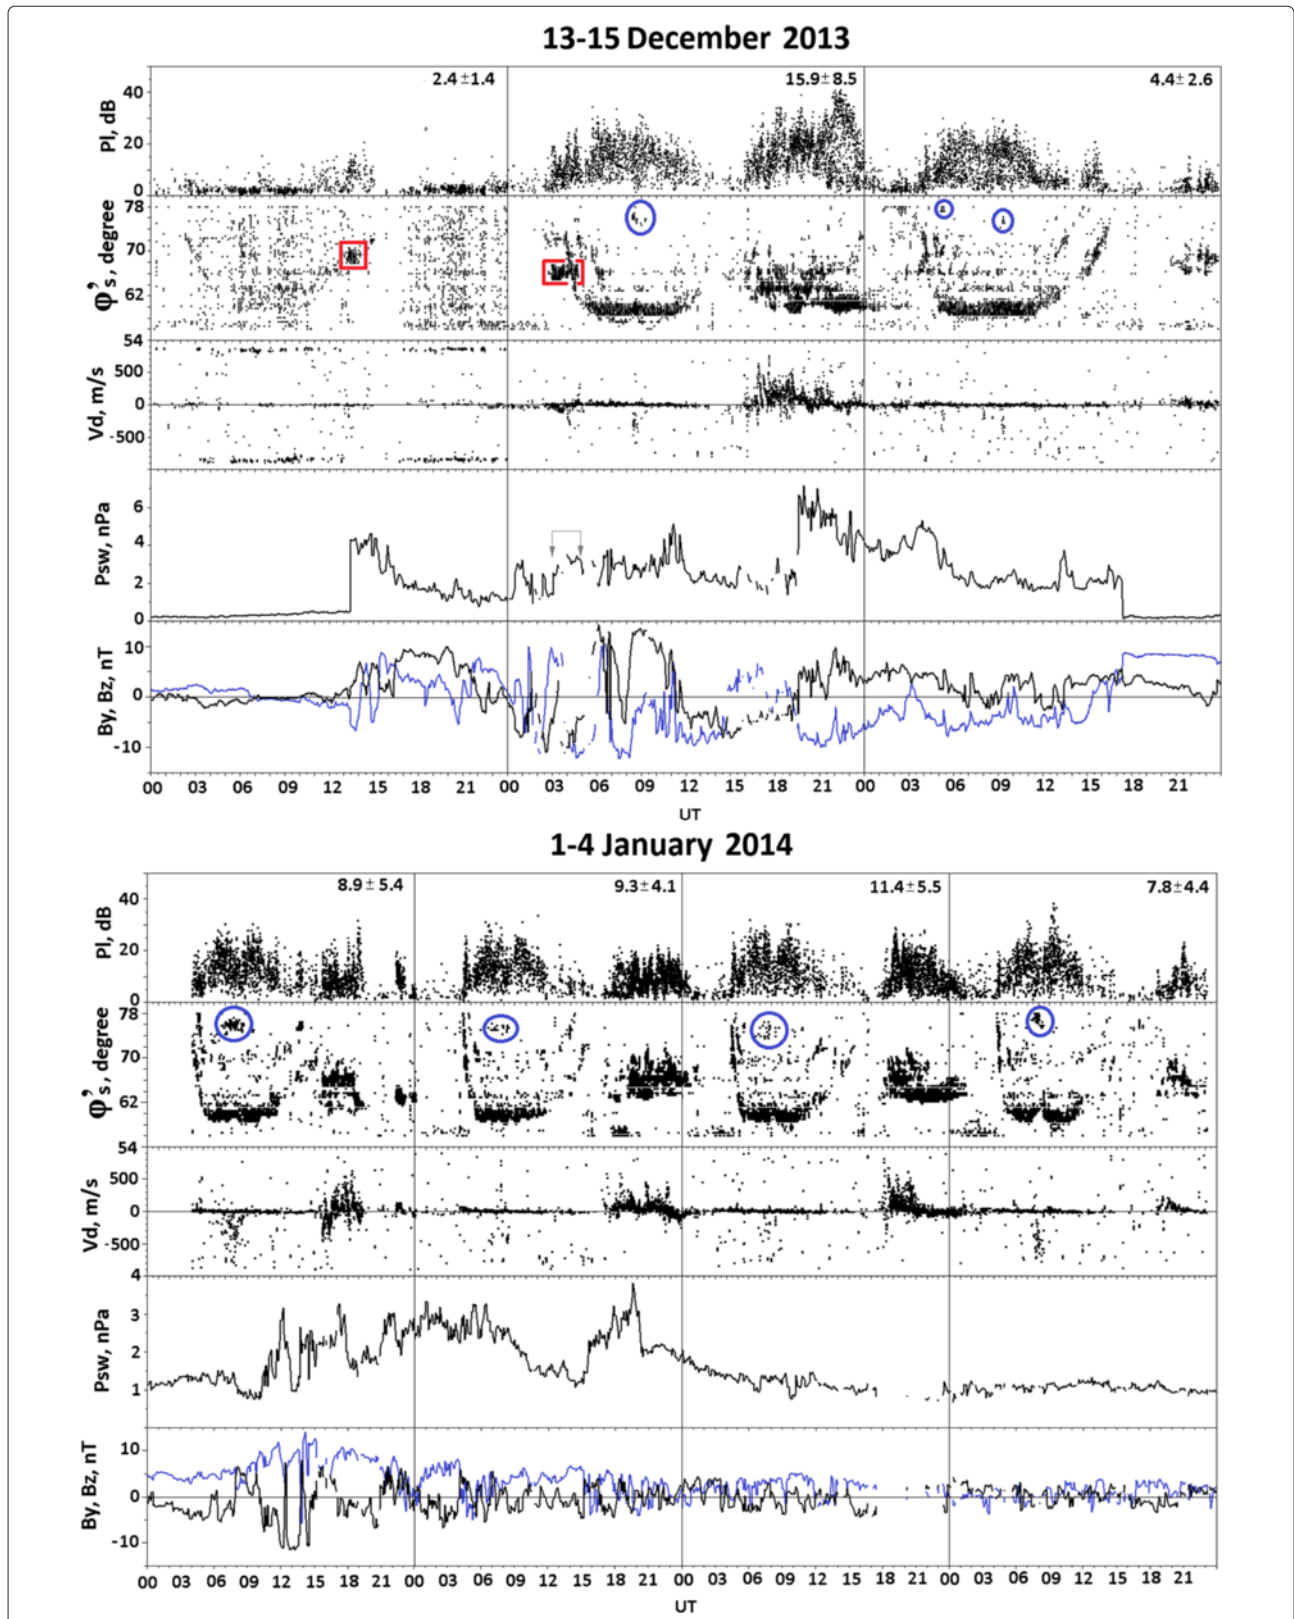 13-15 December 2013
2.4±1.4
15.9±8.5
4.4±2.6
Pl, dB
40
20
0
φ's, degree
78
70
62
54
Vd, m/s
500
0
-500
Psw, nPa
6
4
2
0
By, Bz, nT
10
0
-10
00 03 06 09 12 15 18 21 00 03 06 09 12 15 18 21 00 03 06 09 12 15 18 21
UT
1-4 January 2014
8.9±5.4
9.3±4.1
11.4±5.5
7.8±4.4
Pl, dB
40
20
0
φ's, degree
78
70
62
54
Vd, m/s
500
0
-500
Psw, nPa
4
3
2
1
By, Bz, nT
10
0
-10
00 03 06 09 12 15 18 21 00 03 06 09 12 15 18 21 00 03 06 09 12 15 18 21 00 03 06 09 12 15 18 21
UT